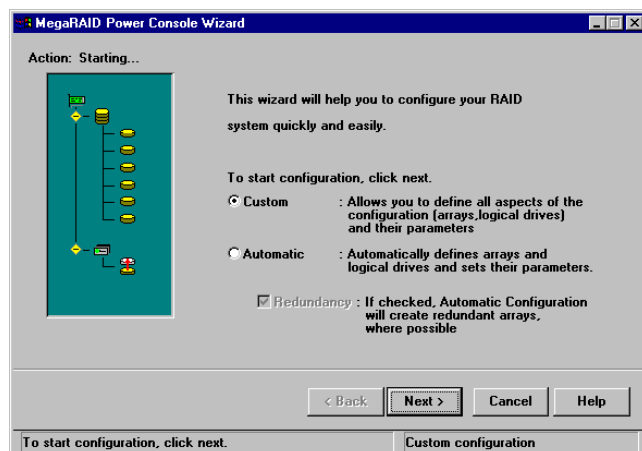 MegaRAID Power Console Wizard
Action: Starting...
This wizard will help you to configure your RAID
system quickly and easily.
To start configuration, click next.
Custom : Allows you to define all aspects of the
configuration (arrays,logical drives)
and their parameters
Automatic : Automatically defines arrays and
logical drives and sets their parameters.
Redundancy : If checked, Automatic Configuration
will create redundant arrays,
where possible
< Back Next > Cancel Help
To start configuration, click next. Custom configuration